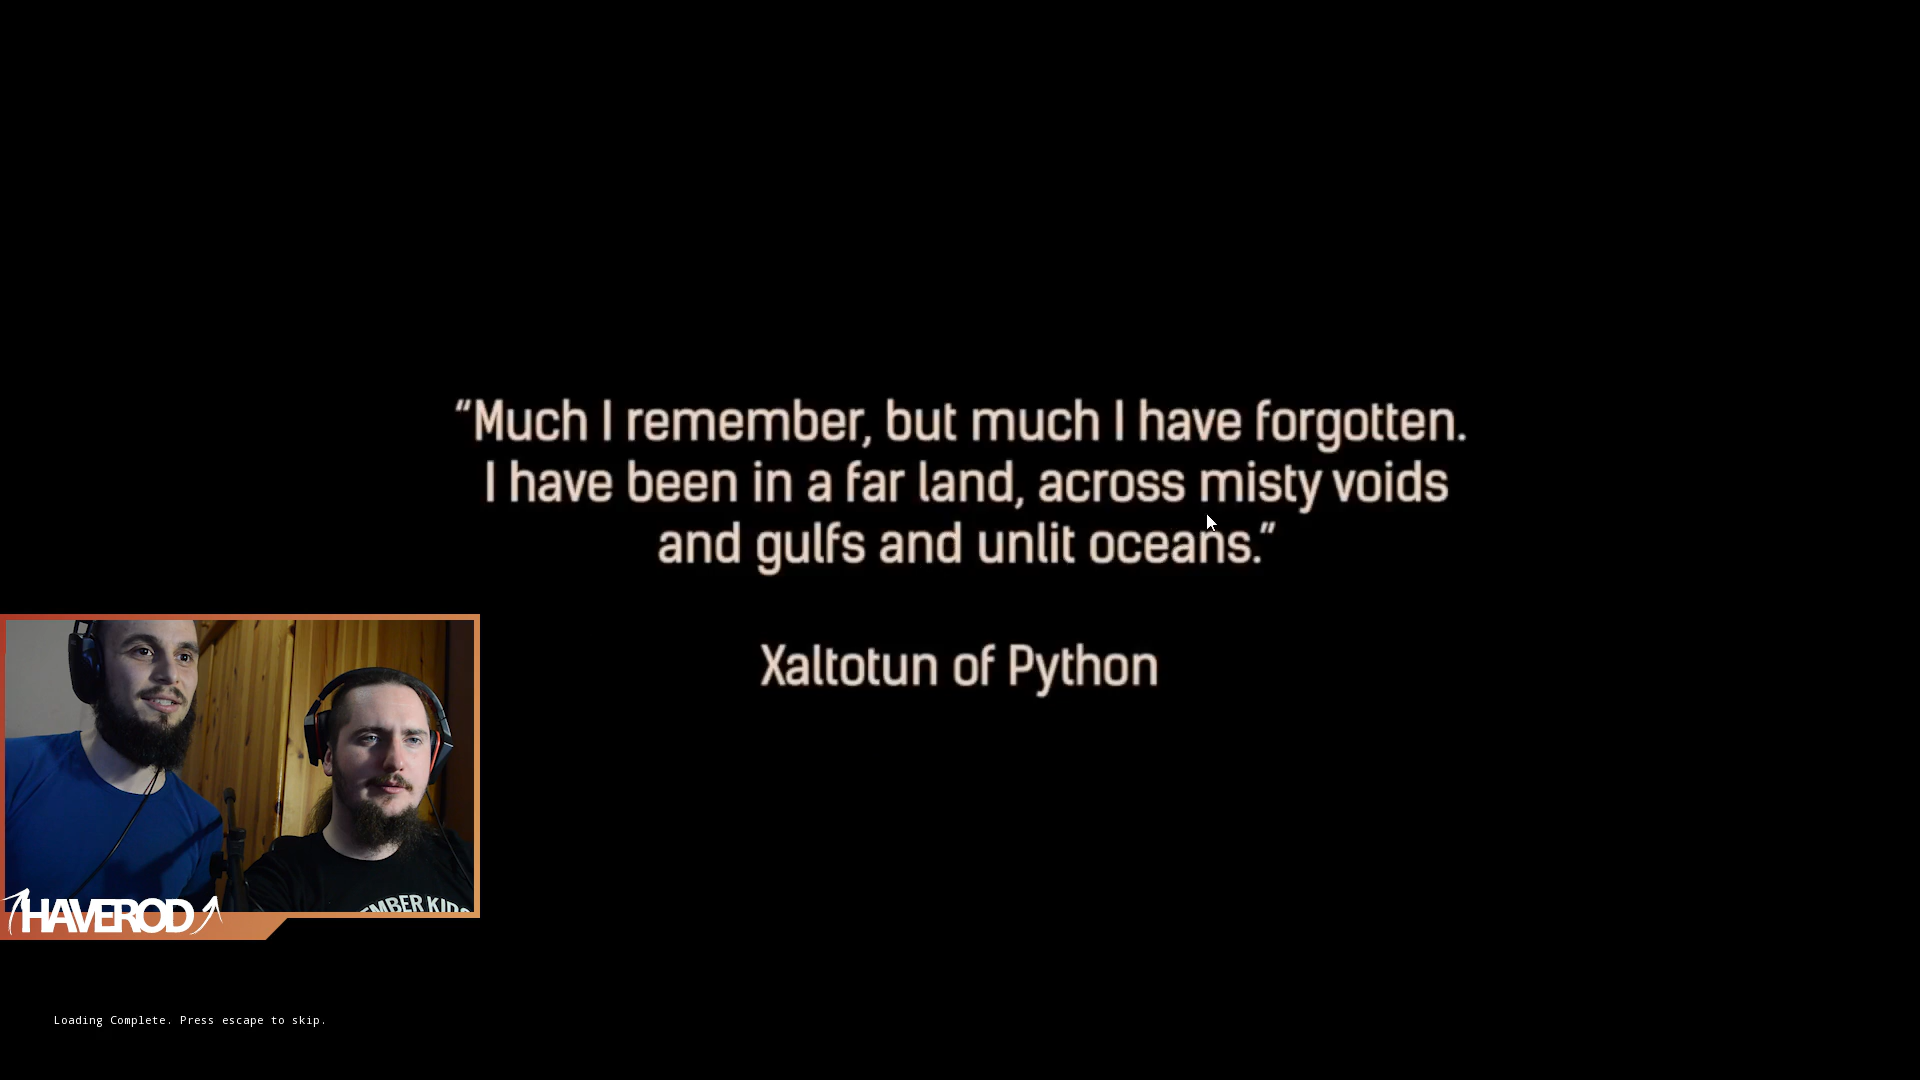 “Much I remember, but much I have forgotten.
I have been in a far land, across misty voids
and gulfs and unlit oceans.”
Xaltotun of Python
HAVEROD
Loading Complete. Press escape to skip.